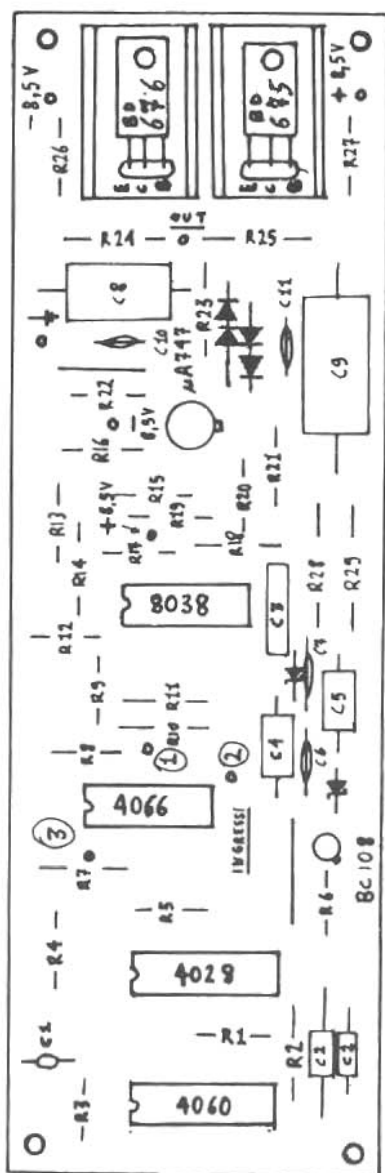 -8,5V
BD 676
E C B
BD 675
E C B
+8,5V
R26
R27
OUT
R24
R25
C8
C10
R23
C11
C9
µA747
R22
-8,5V
R16
R21
R20
R15
R19
+8,5V
R17
R18
R13
R14
8038
C3
R28
R29
R12
R9
R11
R10
C7
C5
C4
C6
R8
1
2
4066
3
INGRESSI
R7
R5
R6
BC108
R4
4028
C1
R1
R2
C2
R3
4060